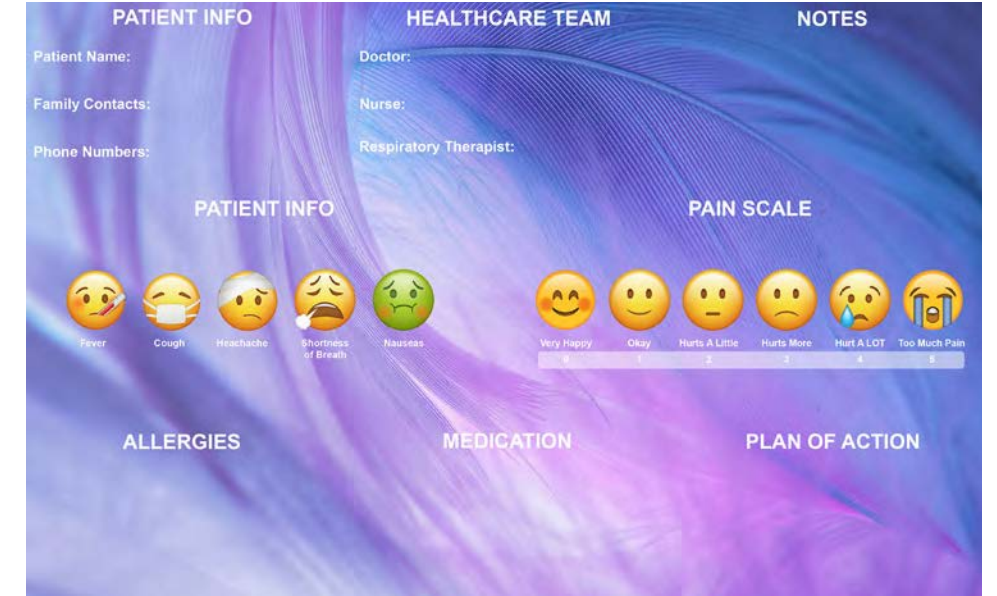 PATIENT INFO
HEALTHCARE TEAM
NOTES
Patient Name:
Doctor:
Family Contacts:
Nurse:
Phone Numbers:
Respiratory Therapist:
PATIENT INFO
PAIN SCALE
Fever
Cough
Heachache
Shortness
of Breath
Nauseas
Very Happy
Okay
Hurts A Little
Hurts More
Hurt A LOT
Too Much Pain
0 1 2 3 4 5
ALLERGIES
MEDICATION
PLAN OF ACTION